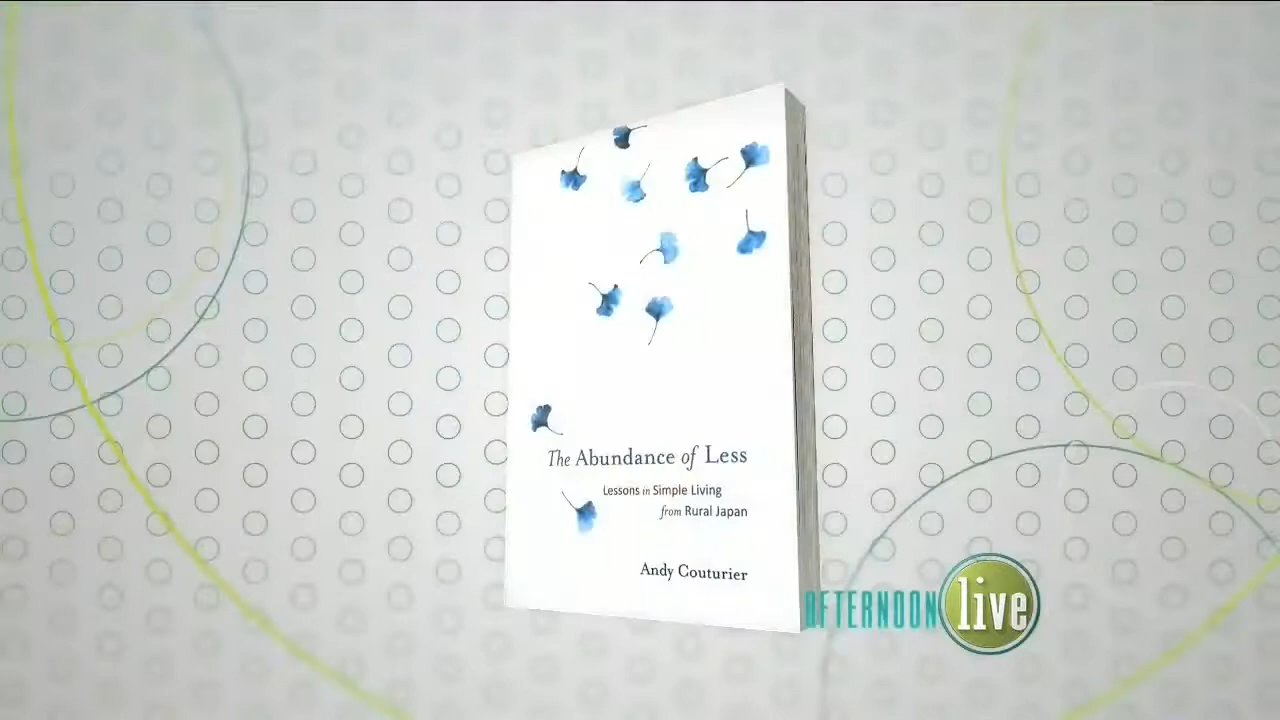 The Abundance of Less
Lessons in Simple Living
from Rural Japan
Andy Couturier
AFTERNOON live